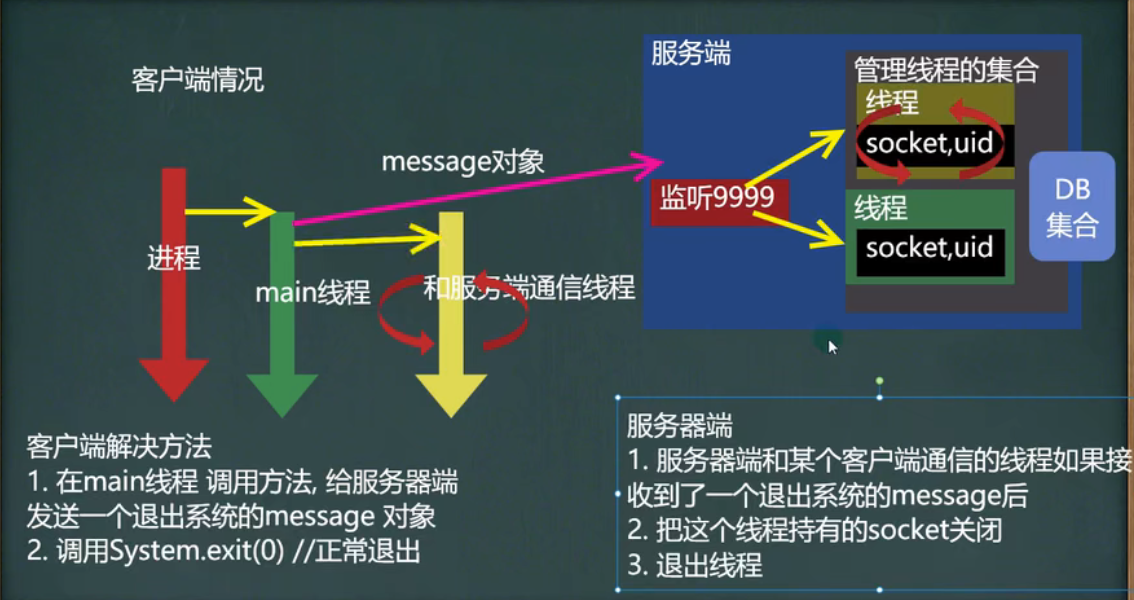 客户端情况
服务端
管理线程的集合
线程
socket,uid
message对象
监听9999
DB
集合
线程
socket,uid
进程
main线程
和服务端通信线程
客户端解决方法
1. 在main线程 调用方法, 给服务器端
发送一个退出系统的message 对象
2. 调用System.exit(0) //正常退出
服务器端
1. 服务器端和某个客户端通信的线程如果接
收到了一个退出系统的message后
2. 把这个线程持有的socket关闭
3. 退出线程